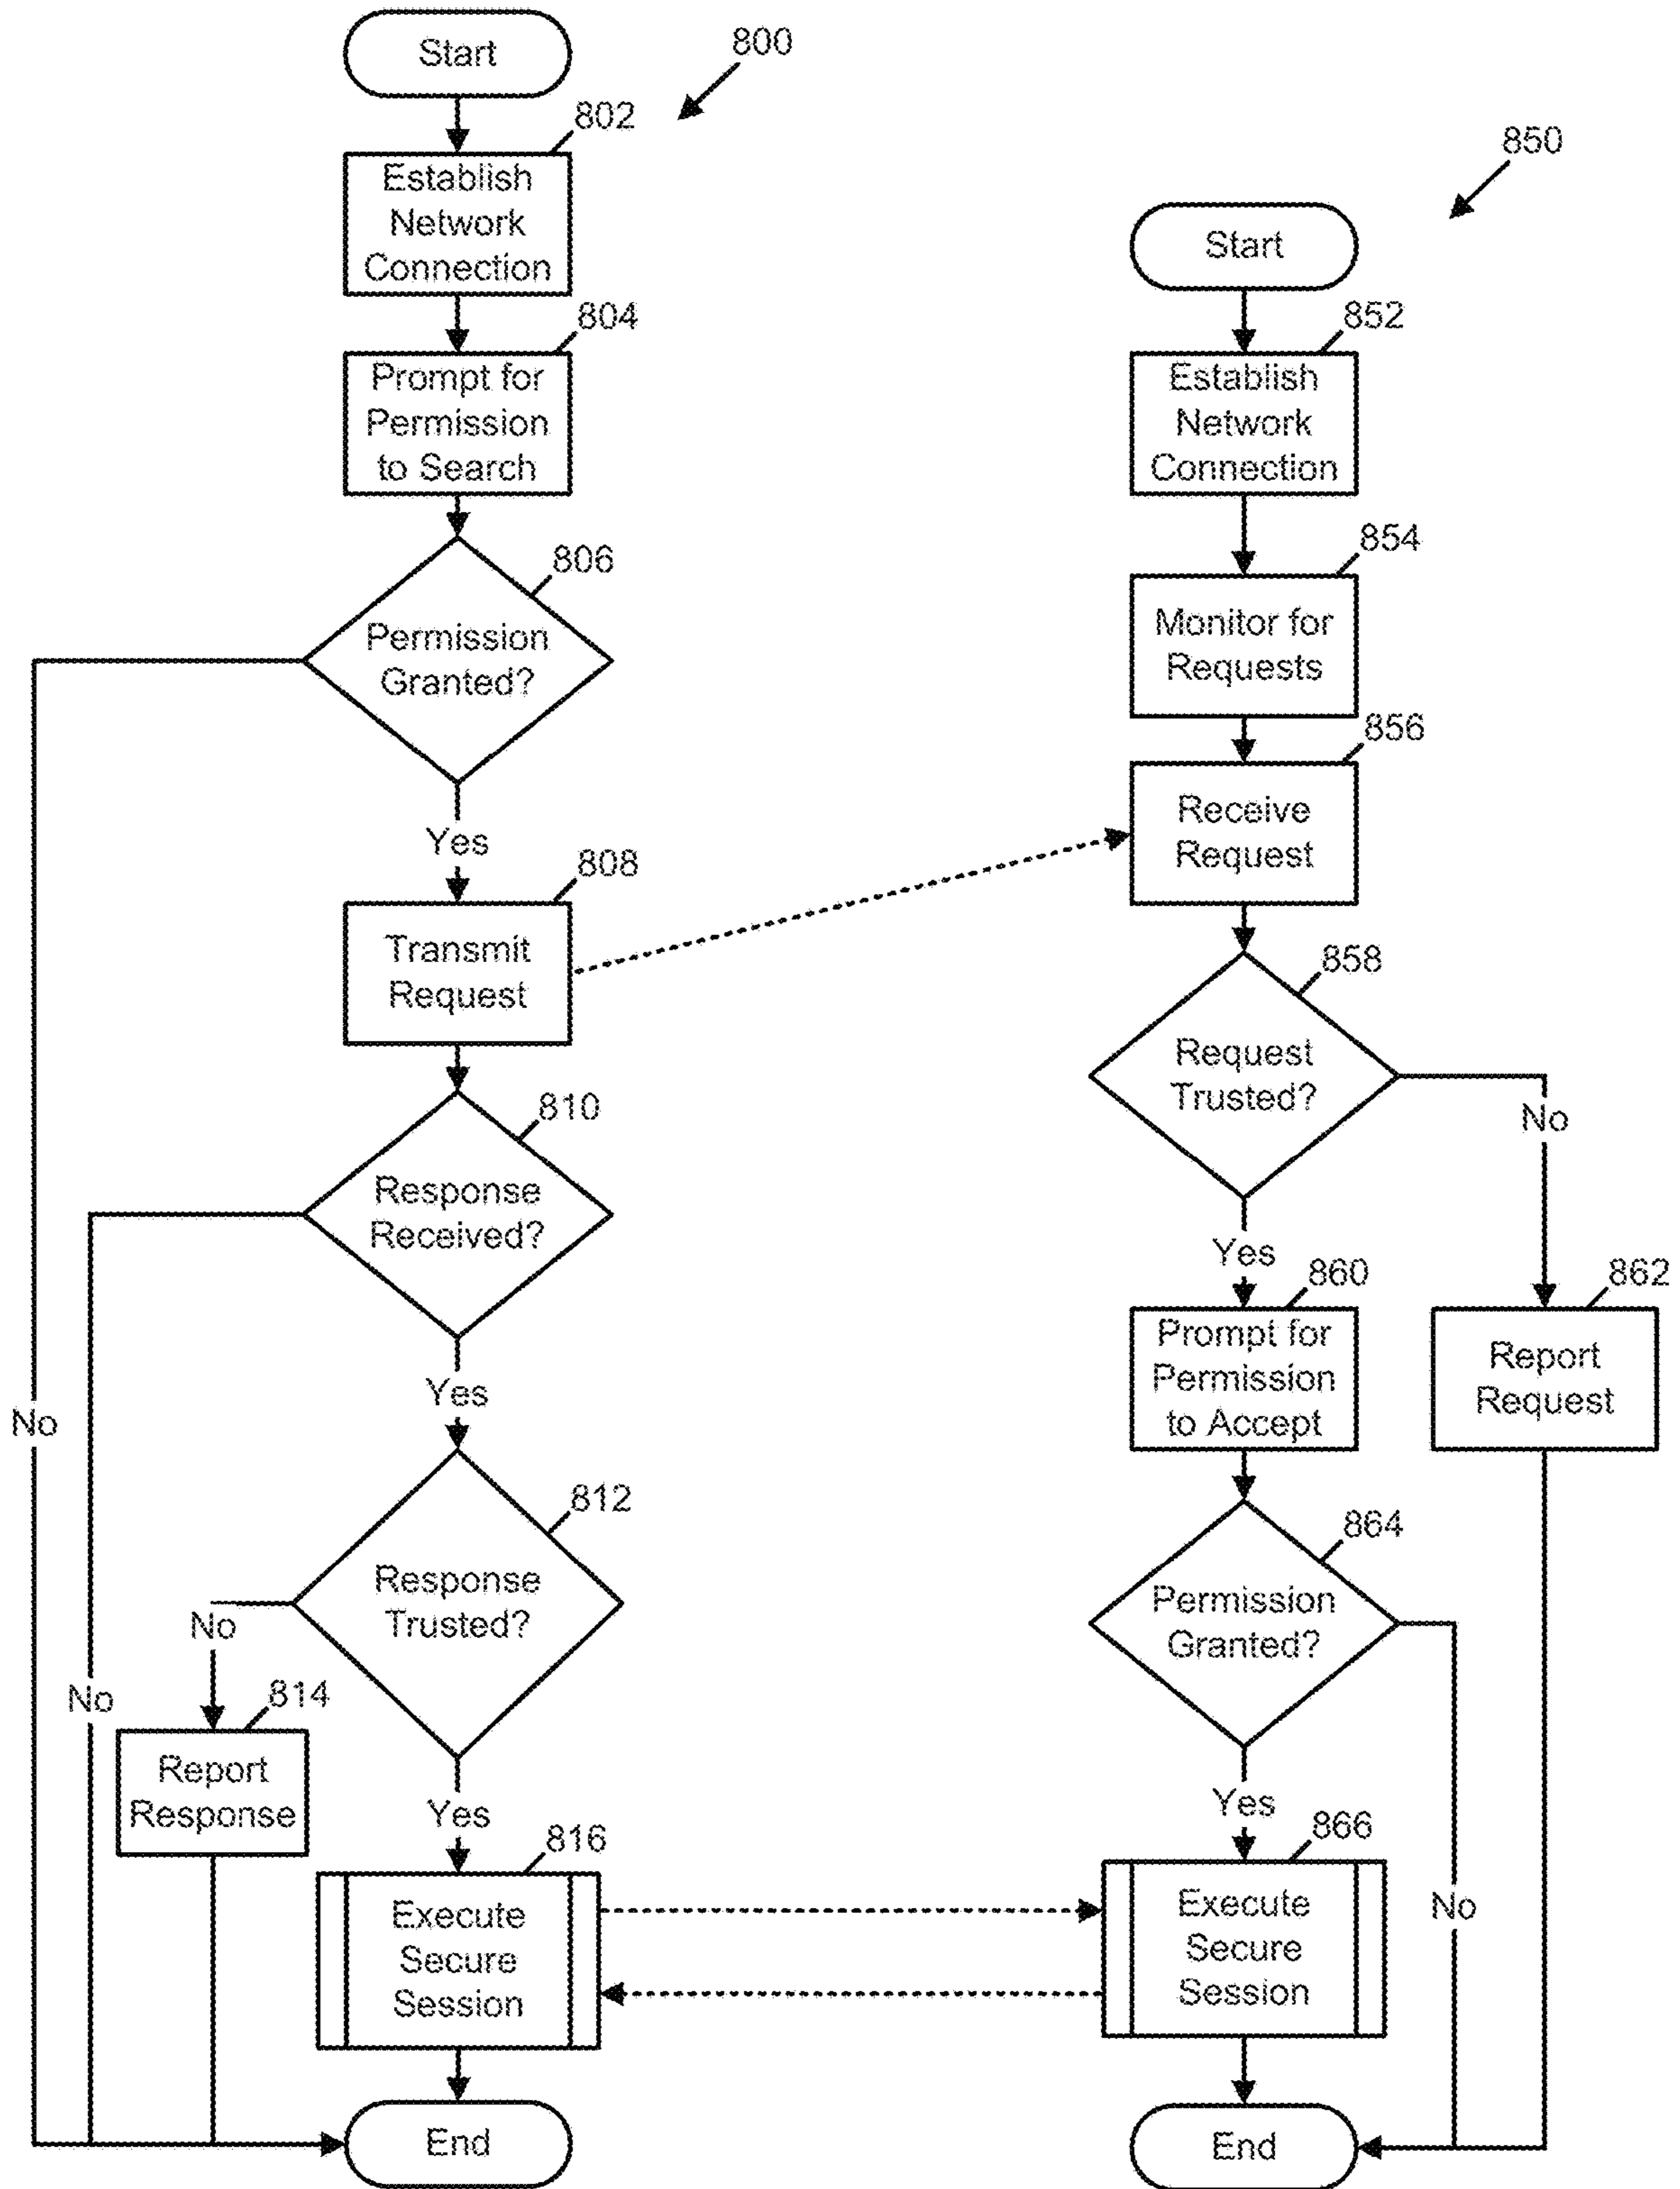 Start
800
802
Establish
Network
Connection
804
Prompt for
Permission
to Search
806
Permission
Granted?
No
Yes
808
Transmit
Request
810
Response
Received?
No
Yes
812
Response
Trusted?
No
814
Report
Response
Yes
816
Execute
Secure
Session
End
850
Start
852
Establish
Network
Connection
854
Monitor for
Requests
856
Receive
Request
858
Request
Trusted?
No
Yes
860
Prompt for
Permission
to Accept
862
Report
Request
864
Permission
Granted?
Yes
No
866
Execute
Secure
Session
End